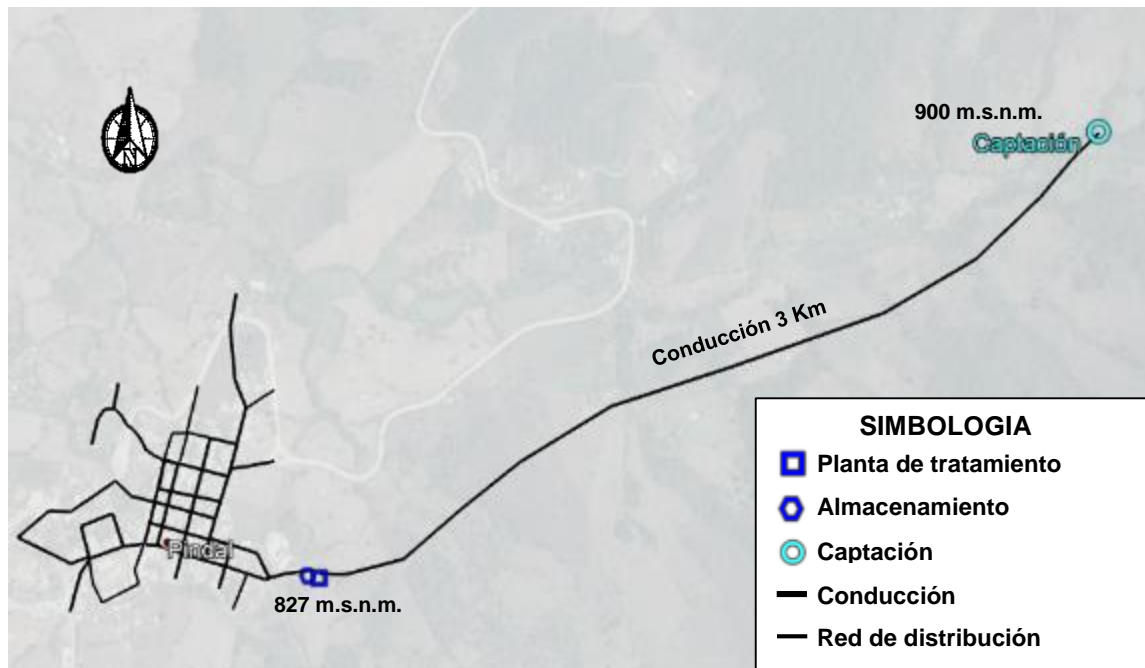 900 m.s.n.m.
Captación
N
Conducción 3 Km
Pindal
827 m.s.n.m.
SIMBOLOGIA
Planta de tratamiento
Almacenamiento
Captación
Conducción
Red de distribución